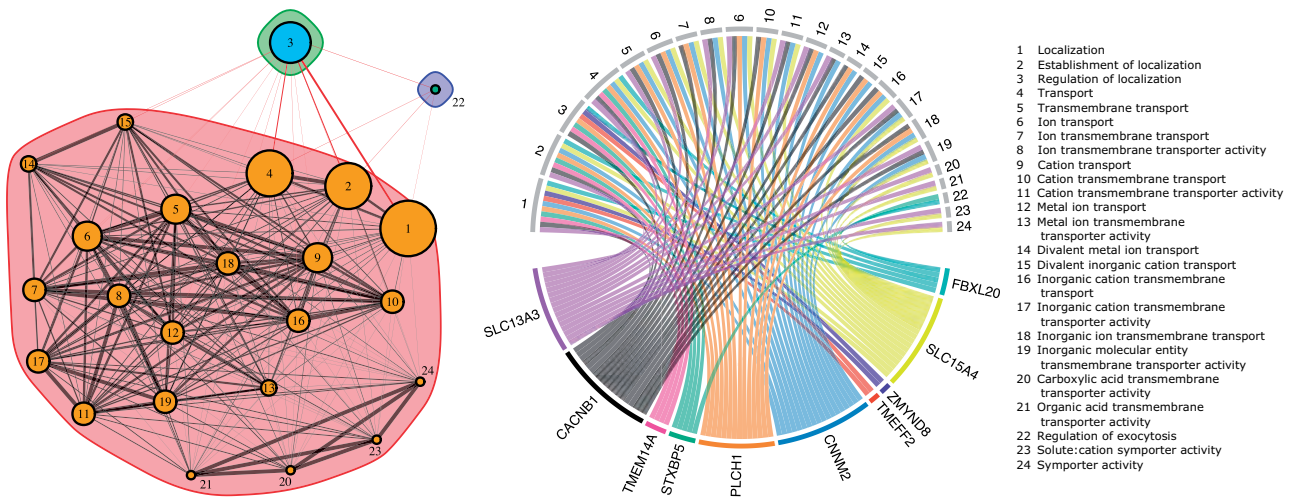 3
22
15
14
4
2
5
1
6
18
9
7
8
10
16
12
17
24
13
19
11
23
20
21
1
2
3
4
5
6
7
8
6
10
11
12
13
14
15
16
17
18
19
20
21
22
23
24
FBXL20
SLC15A4
ZMYND8
TMEFF2
CNNM2
PLCH1
STXBP5
TMEM14A
CACNB1
SLC13A3
1 Localization
2 Establishment of localization
3 Regulation of localization
4 Transport
5 Transmembrane transport
6 Ion transport
7 Ion transmembrane transport
8 Ion transmembrane transporter activity
9 Cation transport
10 Cation transmembrane transport
11 Cation transmembrane transporter activity
12 Metal ion transport
13 Metal ion transmembrane
transporter activity
14 Divalent metal ion transport
15 Divalent inorganic cation transport
16 Inorganic cation transmembrane
transport
17 Inorganic cation transmembrane
transporter activity
18 Inorganic ion transmembrane transport
19 Inorganic molecular entity
transmembrane transporter activity
20 Carboxylic acid transmembrane
transporter activity
21 Organic acid transmembrane
transporter activity
22 Regulation of exocytosis
23 Solute:cation symporter activity
24 Symporter activity